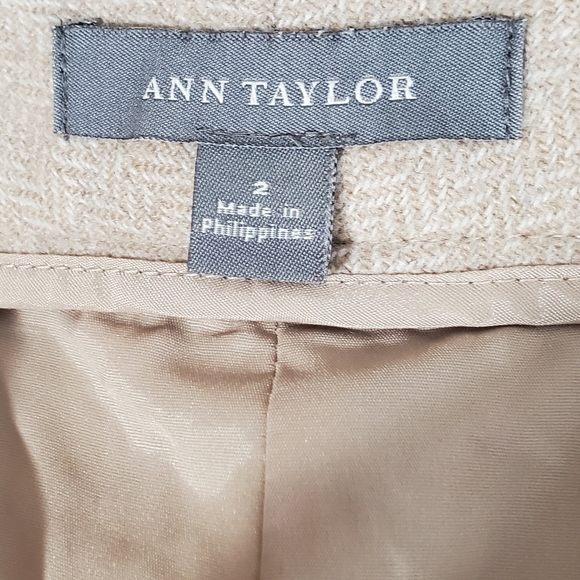 ANN TAYLOR
2
Made in
Philippines